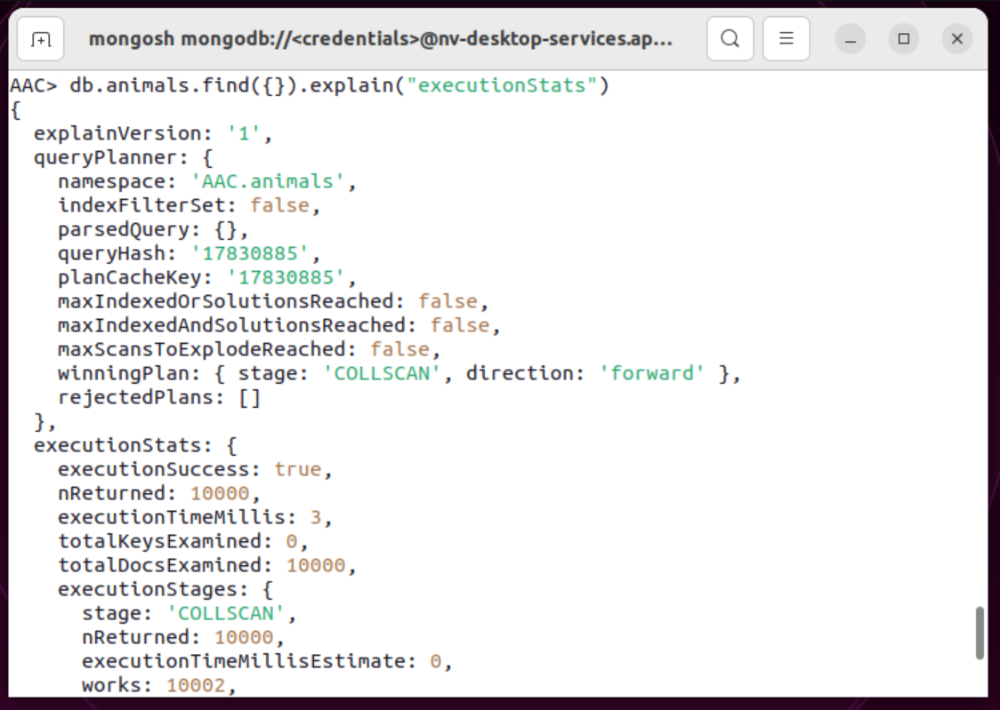 mongosh mongodb://<credentials>@nv-desktop-services.ap...
AAC> db.animals.find({}).explain("executionStats")
{
  explainVersion: '1',
  queryPlanner: {
    namespace: 'AAC.animals',
    indexFilterSet: false,
    parsedQuery: {},
    queryHash: '17830885',
    planCacheKey: '17830885',
    maxIndexedOrSolutionsReached: false,
    maxIndexedAndSolutionsReached: false,
    maxScansToExplodeReached: false,
    winningPlan: { stage: 'COLLSCAN', direction: 'forward' },
    rejectedPlans: []
  },
  executionStats: {
    executionSuccess: true,
    nReturned: 10000,
    executionTimeMillis: 3,
    totalKeysExamined: 0,
    totalDocsExamined: 10000,
    executionStages: {
      stage: 'COLLSCAN',
      nReturned: 10000,
      executionTimeMillisEstimate: 0,
      works: 10002,